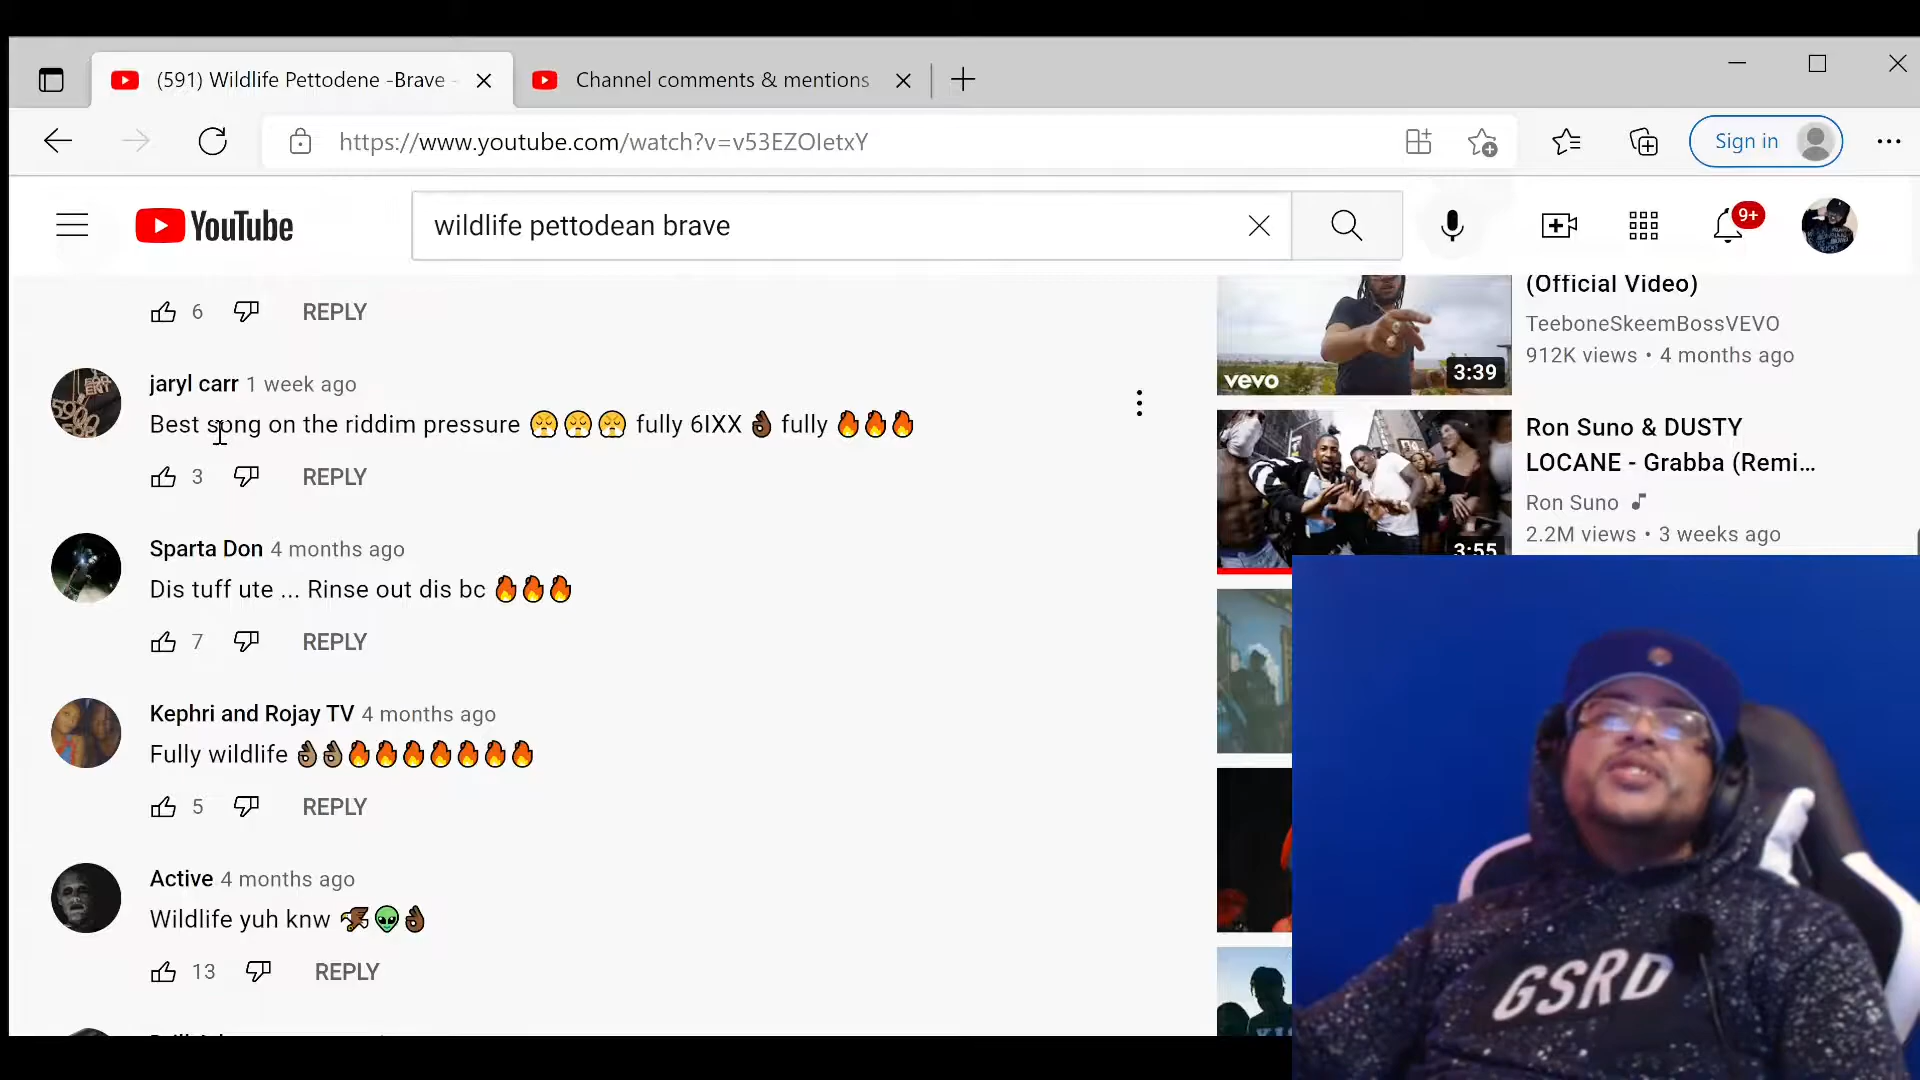 (591) Wildlife Pettodene -Brave -
Channel comments & mentions
https://www.youtube.com/watch?v=v53EZOIetxY
Sign in
YouTube
wildlife pettodean brave
9+
6 REPLY
jaryl carr 1 week ago
Best song on the riddim pressure 😤😤😤 fully 6IXX 👌🏿 fully 🔥🔥🔥
3 REPLY
Sparta Don 4 months ago
Dis tuff ute ... Rinse out dis bc 🔥🔥🔥
7 REPLY
Kephri and Rojay TV 4 months ago
Fully wildlife 👌🏽👌🏽🔥🔥🔥🔥🔥🔥🔥
5 REPLY
Active 4 months ago
Wildlife yuh knw 🦅👽👌🏿
13 REPLY
(Official Video)
TeeboneSkeemBossVEVO
912K views • 4 months ago
vevo
3:39
Ron Suno & DUSTY
LOCANE - Grabba (Remi...
Ron Suno
2.2M views • 3 weeks ago
3:55
GSRD